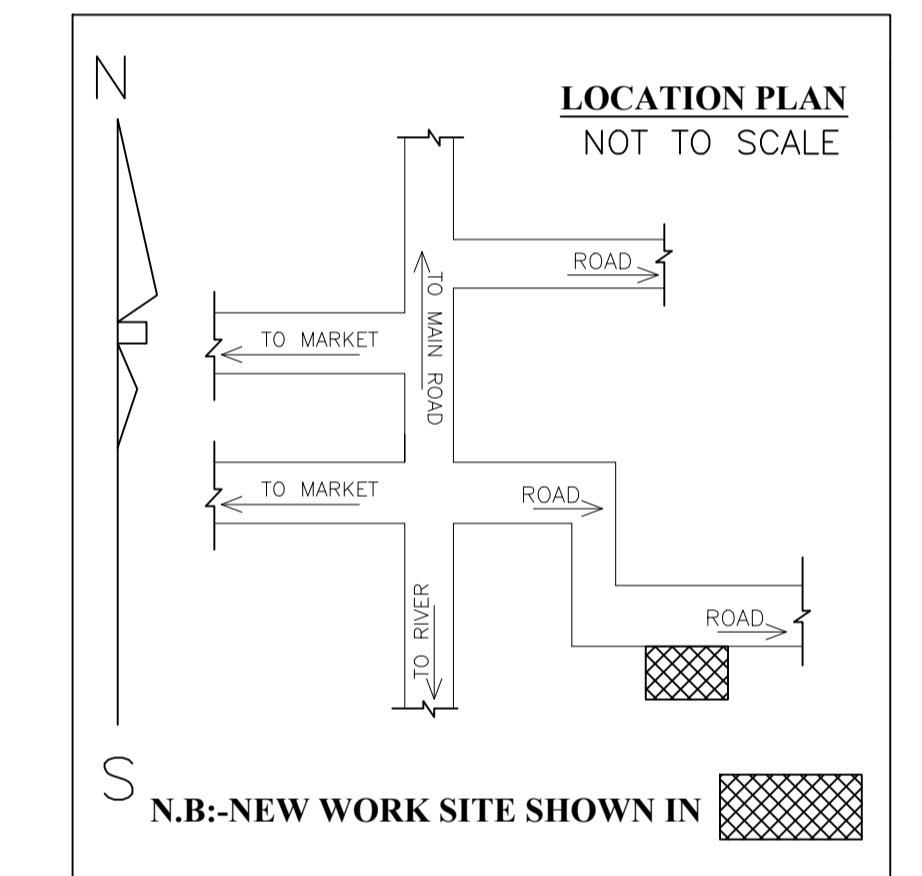 N
LOCATION PLAN
NOT TO SCALE
ROAD
TO MAIN ROAD
TO MARKET
TO MARKET
ROAD
TO RIVER
ROAD
S
N.B:-NEW WORK SITE SHOWN IN